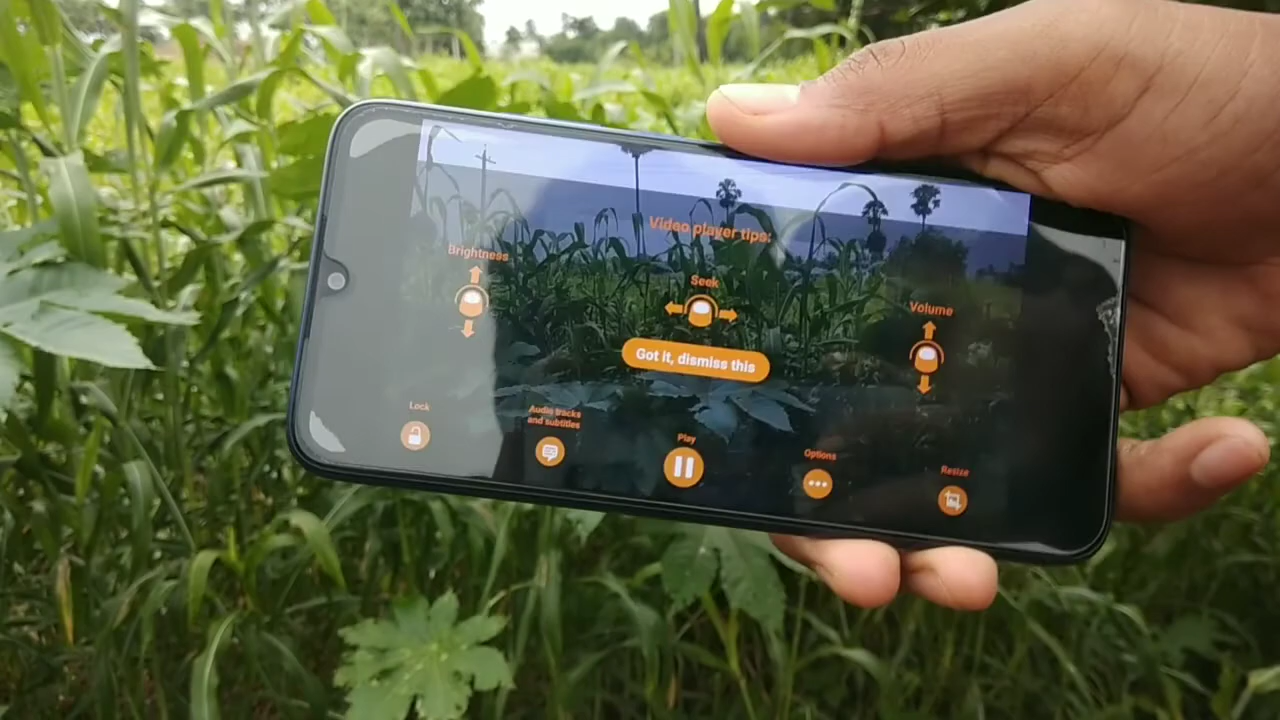 Video player tips:
Brightness
Seek
Volume
Got it, dismiss this
Lock
Audio tracks
and subtitles
Play
Options
Resize